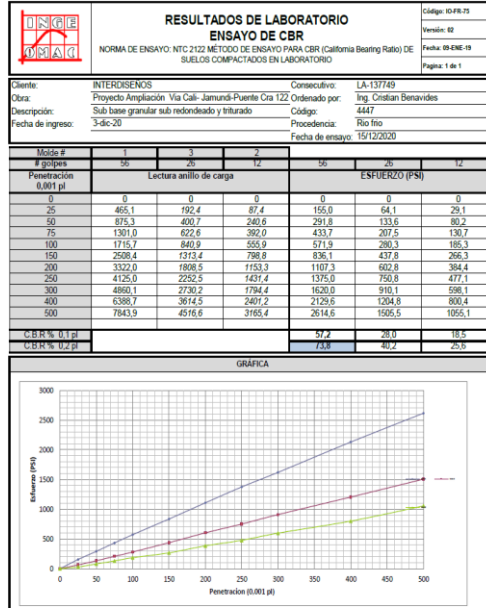 INGE
OMAC
RESULTADOS DE LABORATORIO
ENSAYO DE CBR
NORMA DE ENSAYO: NTC 2122 MÉTODO DE ENSAYO PARA CBR (California Bearing Ratio) DE
SUELOS COMPACTADOS EN LABORATORIO
Código: IO-FR-75
Versión: 02
Fecha: 09-ENE-19
Pagina: 1 de 1
Cliente: INTERDISEÑOS Consecutivo: LA-137749
Obra: Proyecto Ampliación Via Cali- Jamundi-Puente Cra 122 Ordenado por: Ing. Cristian Benavides
Descripción: Sub base granular sub redondeado y triturado Código: 4447
Fecha de ingreso: 3-dic-20 Procedencia: Rio frio
Fecha de ensayo: 15/12/2020
Molde # 1 3 2
# golpes 56 26 12 56 26 12
Penetración Lectura anillo de carga ESFUERZO (PSI)
0,001 pl
0 0 0 0 0 0 0
25 465,1 192,4 87,4 155,0 64,1 29,1
50 875,3 400,7 240,6 291,8 133,6 80,2
75 1301,0 622,6 392,0 433,7 207,5 130,7
100 1715,7 840,9 555,9 571,9 280,3 185,3
150 2508,4 1313,4 798,8 836,1 437,8 266,3
200 3322,0 1808,5 1153,3 1107,3 602,8 384,4
250 4125,0 2252,5 1431,4 1375,0 750,8 477,1
300 4860,1 2730,2 1794,4 1620,0 910,1 598,1
400 6388,7 3614,5 2401,2 2129,6 1204,8 800,4
500 7843,9 4516,6 3165,4 2614,6 1505,5 1055,1
C.B.R % 0,1 pl 57,2 28,0 18,5
C.B.R % 0,2 pl 73,8 40,2 25,6
GRÁFICA
3000
2500
2000
1500
1000
500
0
Esfuerzo (PSI)
0 50 100 150 200 250 300 350 400 450 500
Penetracion (0,001 pl)